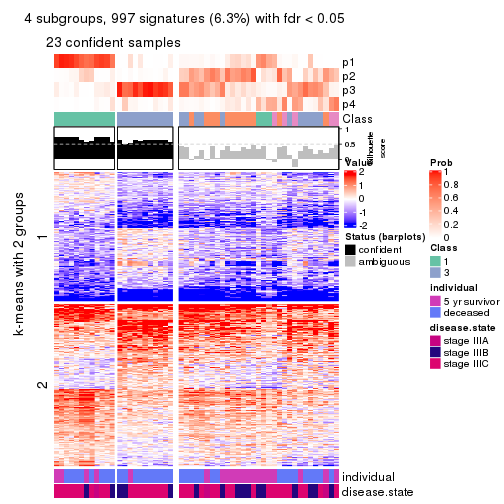 4 subgroups, 997 signatures (6.3%) with fdr < 0.05
23 confident samples
p1
p2
p3
p4
Class
1
0.5
0
Silhouette
score
k-means with 2 groups
1
2
Value
2
1
0
-1
-2
Status (barplots)
confident
ambiguous
Prob
1
0.8
0.6
0.4
0.2
0
Class
1
3
individual
5 yr survivor
deceased
disease.state
stage IIIA
stage IIIB
stage IIIC
individual
disease.state